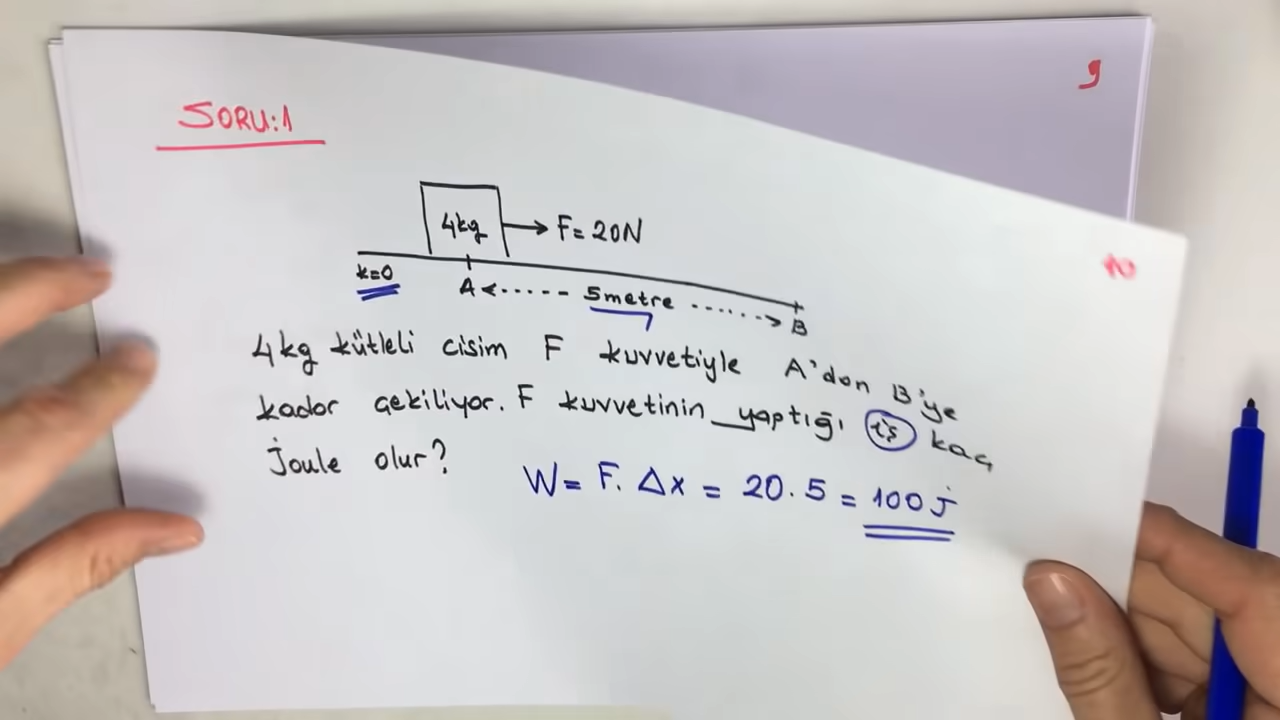 9
SORU:1
10
4kg
F= 20N
k=0
A
5metre
B
4kg kütleli cisim F kuvvetiyle A'dan B'ye
kadar çekiliyor. F kuvvetinin yaptığı iş kaç
joule olur?
W= F. Δx = 20.5 = 100 j